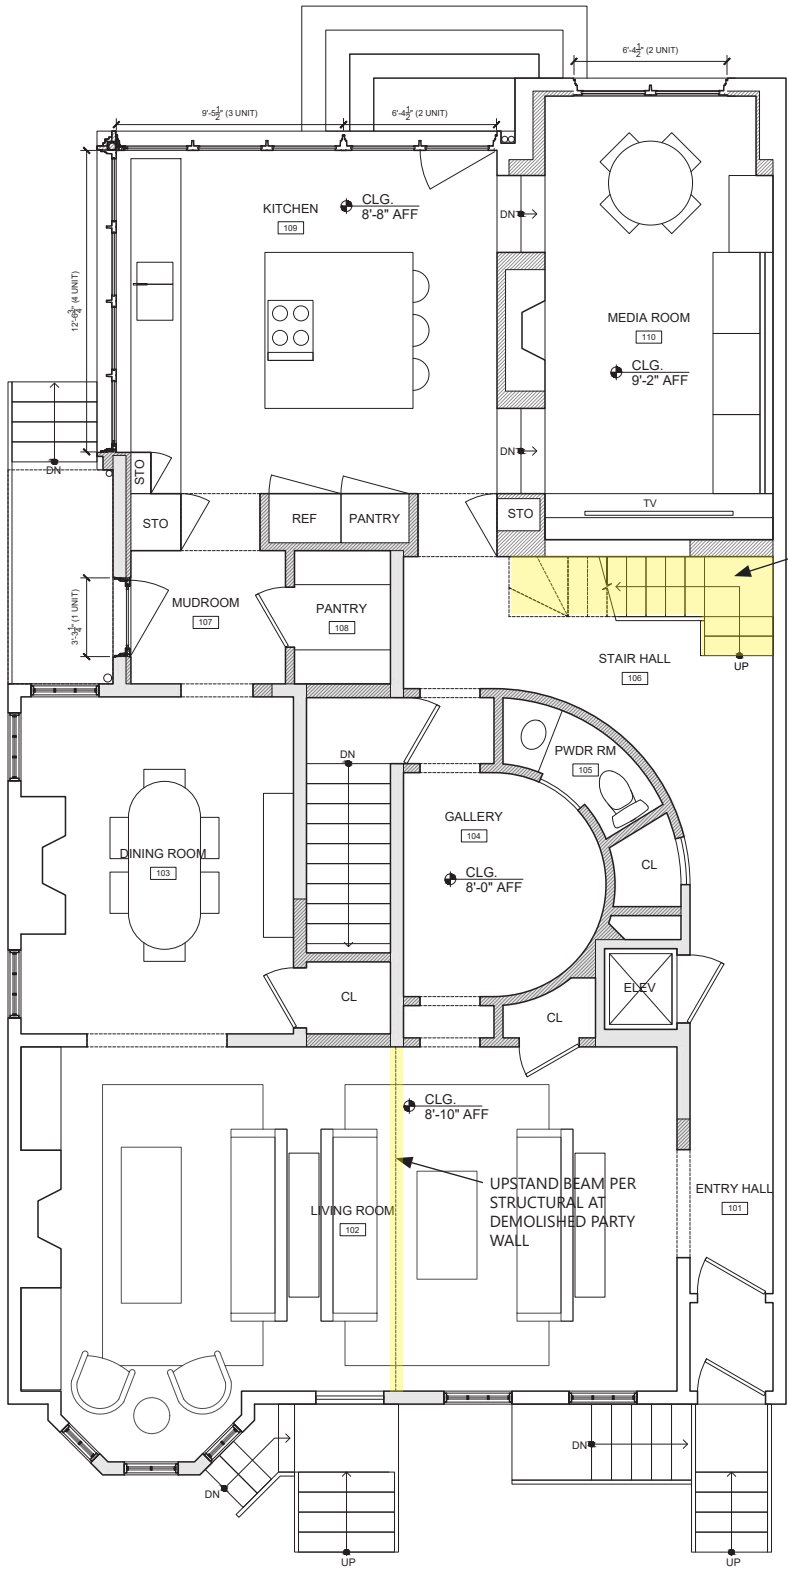 6'-4½" (2 UNIT)
9'-5½" (3 UNIT)
6'-4½" (2 UNIT)
KITCHEN
109
CLG.
8'-8" AFF
DN
12'-6¾" (4 UNIT)
MEDIA ROOM
110
CLG.
9'-2" AFF
DN
DN
STO
STO
REF
PANTRY
STO
TV
MUDROOM
107
PANTRY
108
3'-3¼" (1 UNIT)
STAIR HALL
106
UP
DN
PWDR RM
105
GALLERY
104
CLG.
8'-0" AFF
CL
DINING ROOM
103
CL
CL
ELEV
CLG.
8'-10" AFF
UPSTAND BEAM PER
STRUCTURAL AT
DEMOLISHED PARTY
WALL
LIVING ROOM
102
ENTRY HALL
101
DN
DN
UP
UP